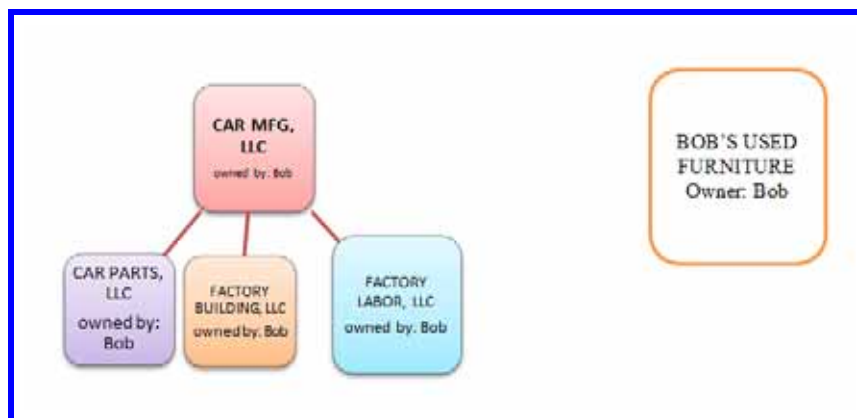 CAR MFG,
LLC
owned by: Bob
BOB'S USED
FURNITURE
Owner: Bob
CAR PARTS,
LLC
owned by:
Bob
FACTORY
BUILDING, LLC
owned by: Bob
FACTORY
LABOR, LLC
owned by: Bob